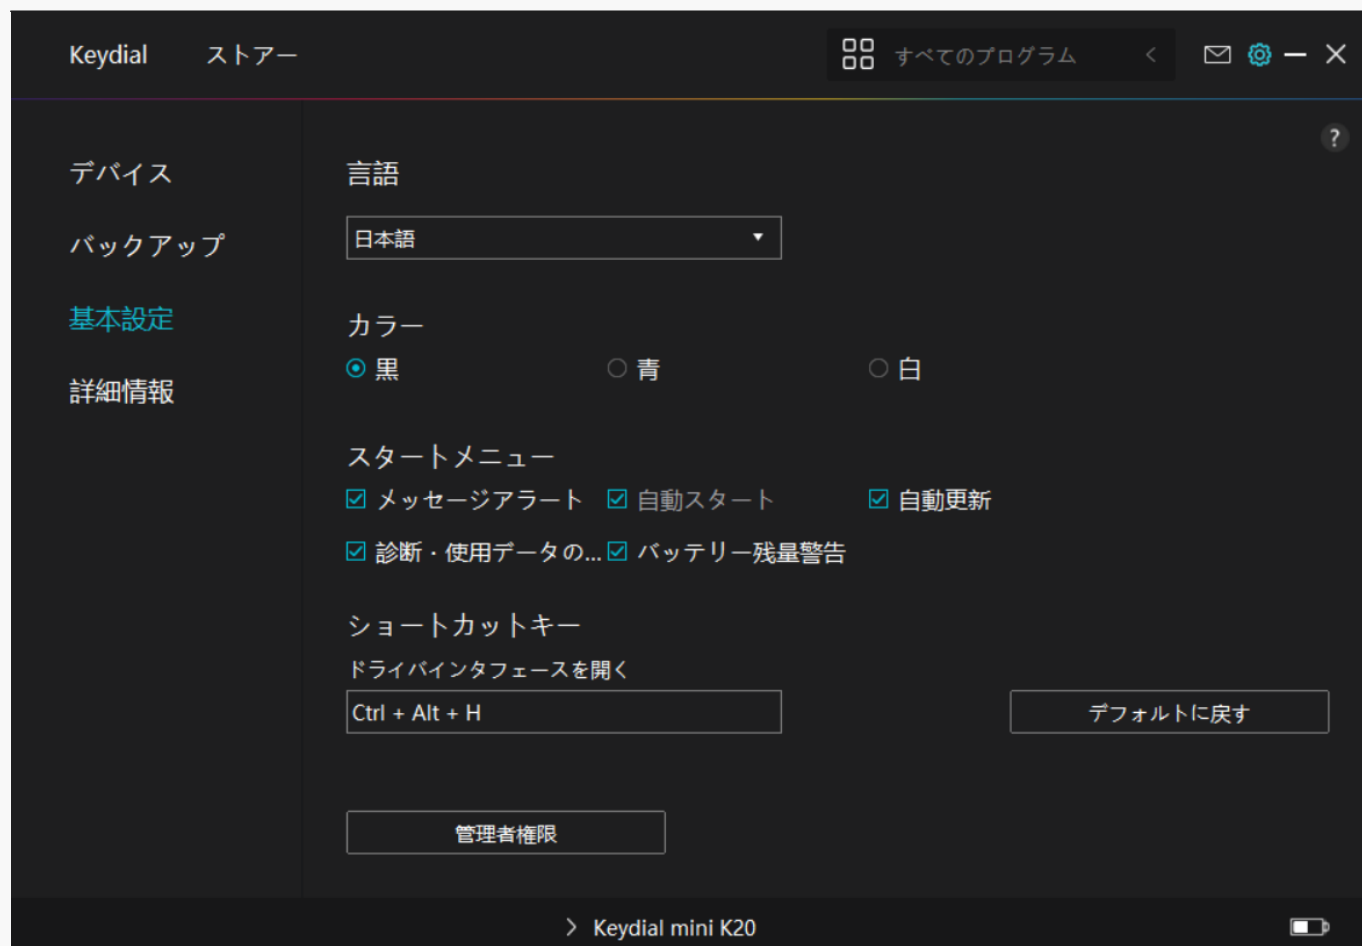 Keydial ストアー すべてのプログラム
?
デバイス
バックアップ
基本設定
詳細情報
言語
日本語
カラー
黒 青 白
スタートメニュー
メッセージアラート 自動スタート 自動更新
診断・使用データの... バッテリー残量警告
ショートカットキー
ドライバインタフェースを開く
Ctrl + Alt + H デフォルトに戻す
管理者権限
Keydial mini K20